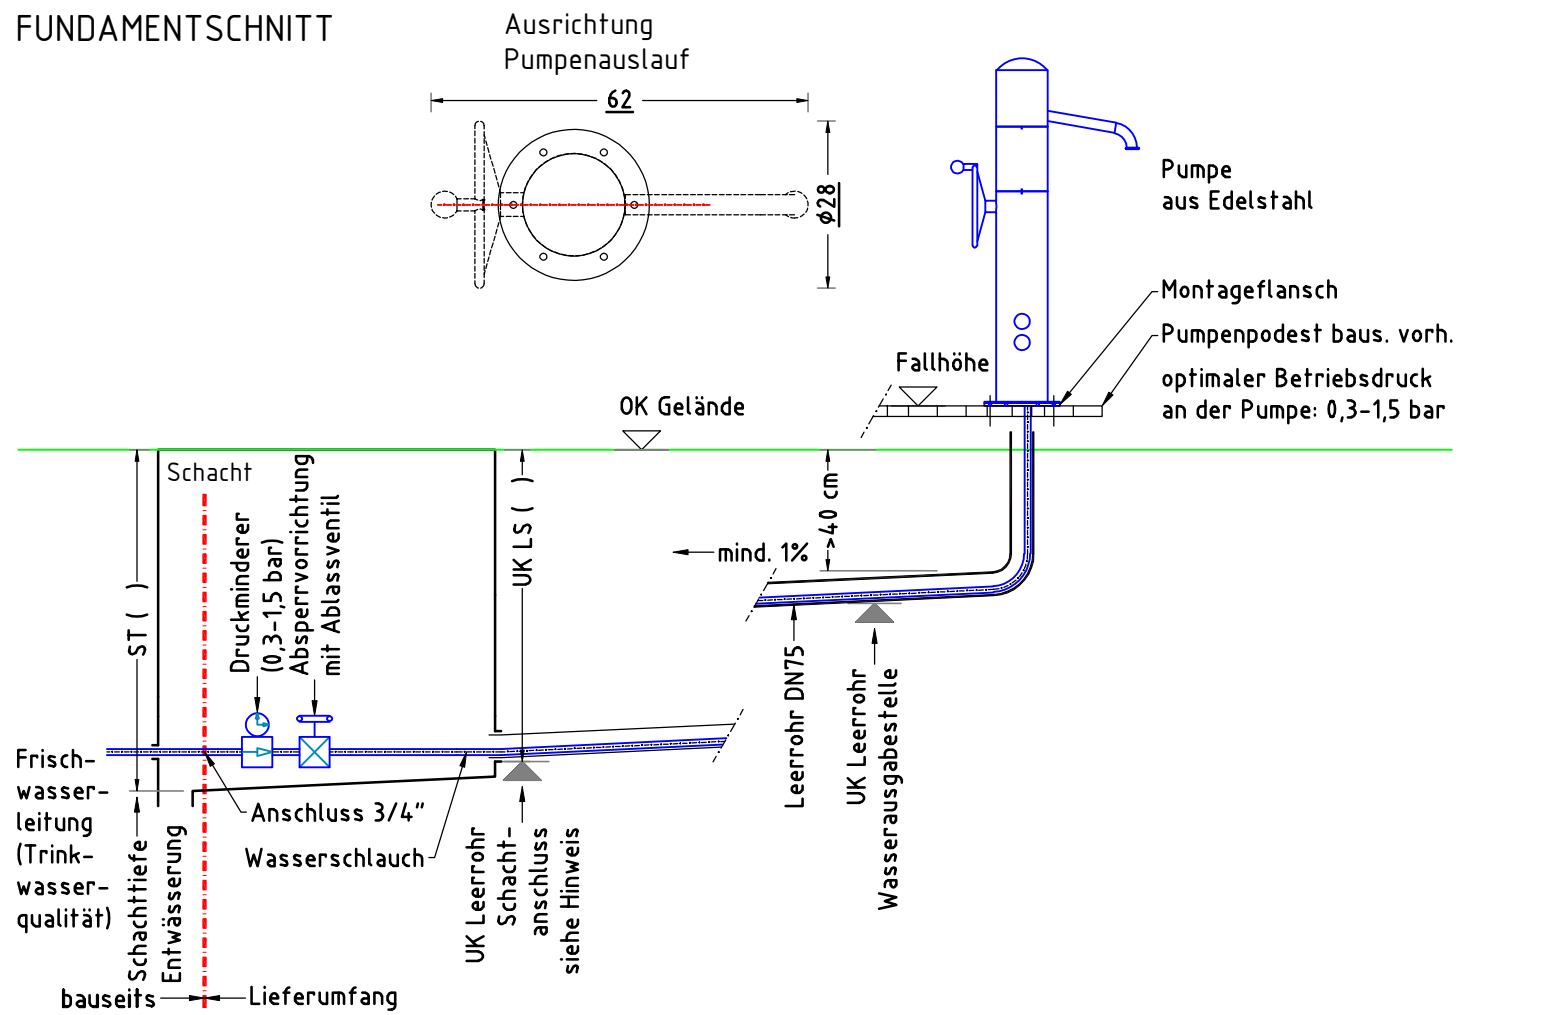 FUNDAMENTSCHNITT
Ausrichtung
Pumpenauslauf
62
ϕ28
Pumpe
aus Edelstahl
Montageflansch
Pumpenpodest baus. vorh.
optimaler Betriebsdruck
an der Pumpe: 0,3-1,5 bar
Fallhöhe
OK Gelände
Schacht
ST ( )
Druckminderer
(0,3-1,5 bar)
Absperrvorrichtung
mit Ablassventil
UK LS ( )
>40 cm
mind. 1%
Leerrohr DN75
UK Leerrohr
Wasserausgabestelle
Frisch-
wasser-
leitung
(Trink-
wasser-
qualität)
Schachttiefe
Entwässerung
Anschluss 3/4"
Wasserschlauch
UK Leerrohr
Schacht-
anschluss
siehe Hinweis
bauseits
Lieferumfang